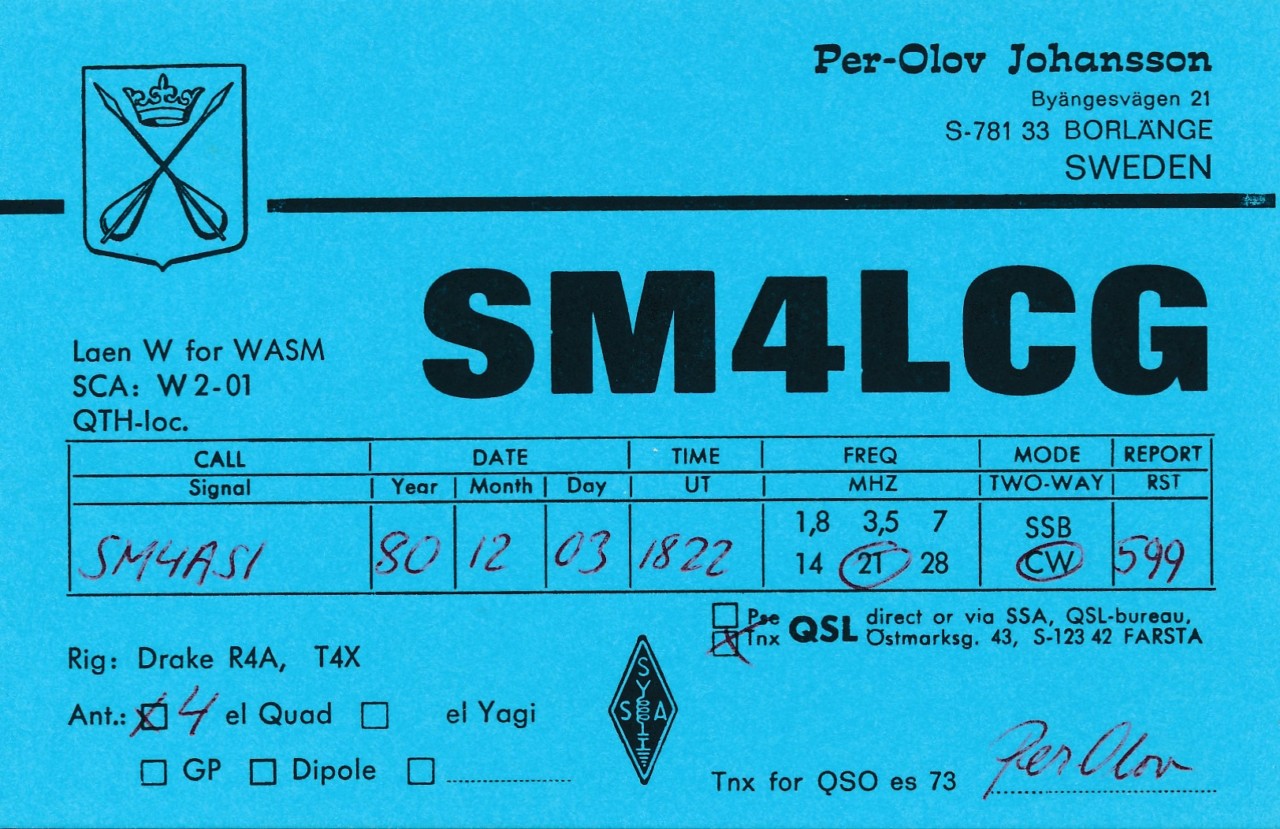 Per-Olov Johansson
Byängesvägen 21
S-781 33 BORLÄNGE
SWEDEN
SM4LCG
Laen W for WASM
SCA: W2-01
QTH-loc.
CALL DATE TIME FREQ MODE REPORT
Signal Year Month Day UT MHZ TWO-WAY RST
1,8 3,5 7 SSB
SM4ASI 80 12 03 1822 14 21 28 CW 599
Pse
Tnx QSL direct or via SSA, QSL-bureau,
Östmarksg. 43, S-123 42 FARSTA
Rig: Drake R4A, T4X
Ant.: x 4 el Quad el Yagi
GP Dipole
SSA
Tnx for QSO es 73 Per Olov